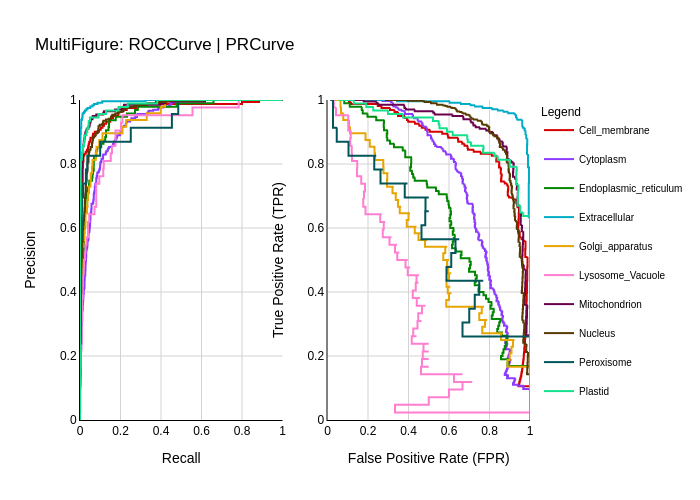 MultiFigure: ROCCurve | PRCurve
Precision
1
0.8
0.6
0.4
0.2
0
0
0.2
0.4
0.6
0.8
1
Recall
True Positive Rate (TPR)
1
0.8
0.6
0.4
0.2
0
0
0.2
0.4
0.6
0.8
1
False Positive Rate (FPR)
Legend
Cell_membrane
Cytoplasm
Endoplasmic_reticulum
Extracellular
Golgi_apparatus
Lysosome_Vacuole
Mitochondrion
Nucleus
Peroxisome
Plastid